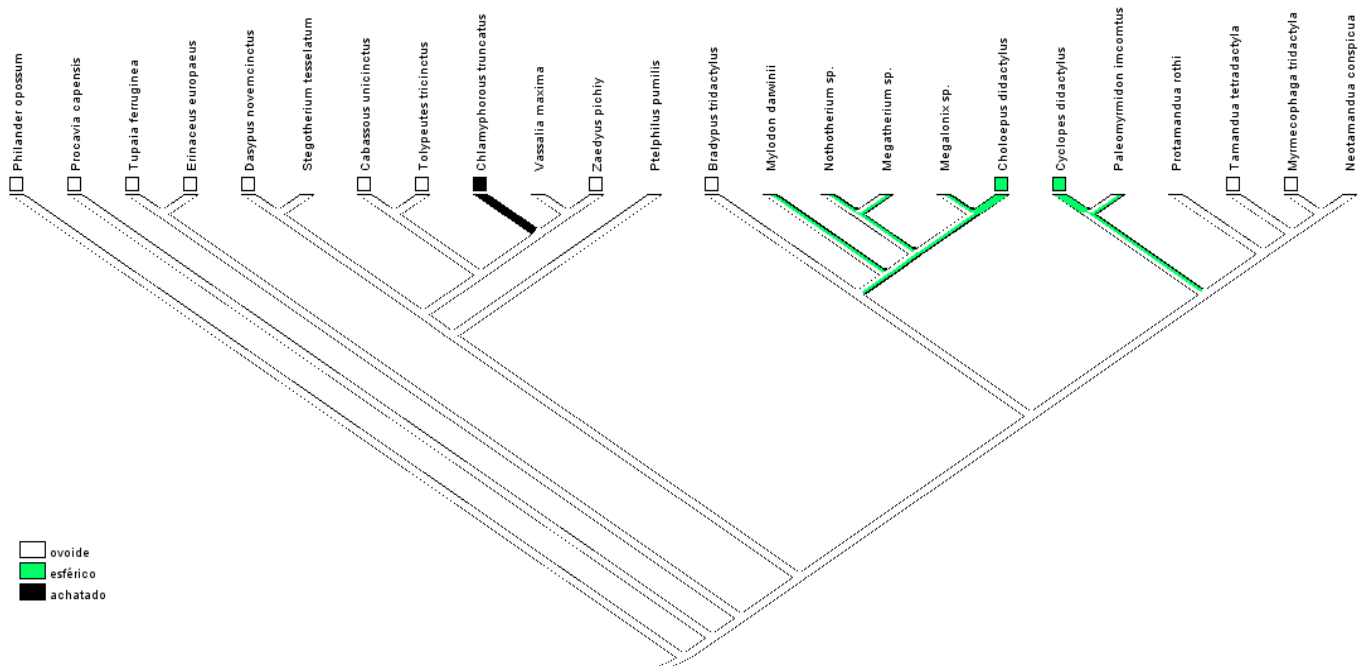 Philander opossum
Procavia capensis
Tupaia ferruginea
Erinaceus europaeus
Dasypus novemcinctus
Stegotherium tesselatum
Cabassous unicinctus
Tolypeutes tricinctus
Chlamyphorous truncatus
Vassalia maxima
Zaedyus pichiy
Ptelphilus pumilis
Bradypus tridactylus
Mylodon darwinii
Nothotherium sp.
Megatherium sp.
Megalonix sp.
Choloepus didactylus
Cyclopes didactylus
Paleomyrmidon imcomtus
Protamandua rothi
Tamandua tetradactyla
Myrmecophaga tridactyla
Neotamandua conspicua
ovoide
esférico
achatado